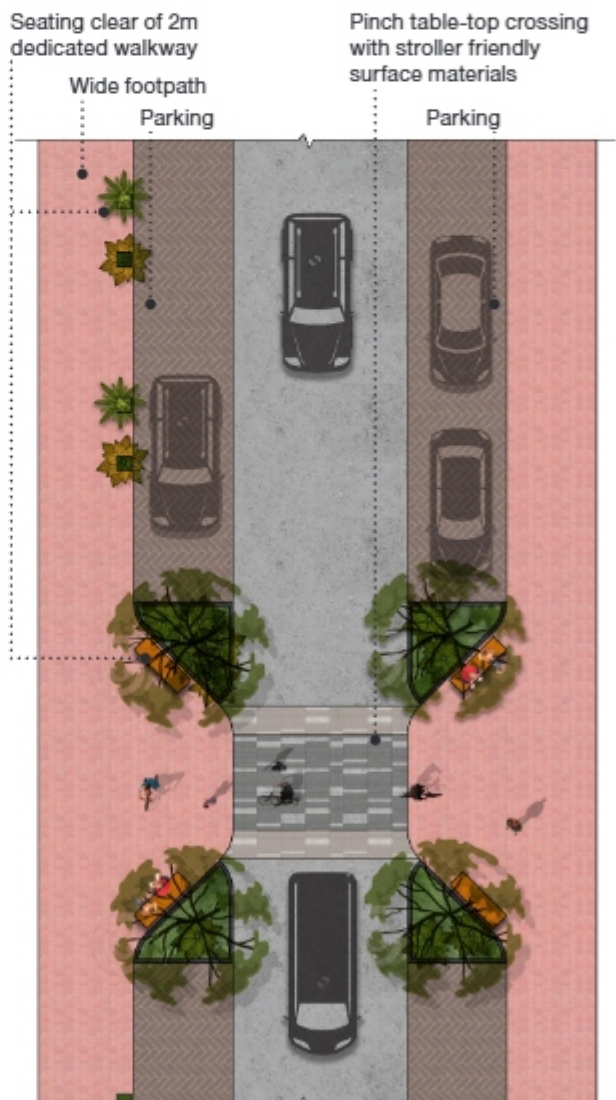 Seating clear of 2m
dedicated walkway
Wide footpath
Parking
Pinch table-top crossing
with stroller friendly
surface materials
Parking